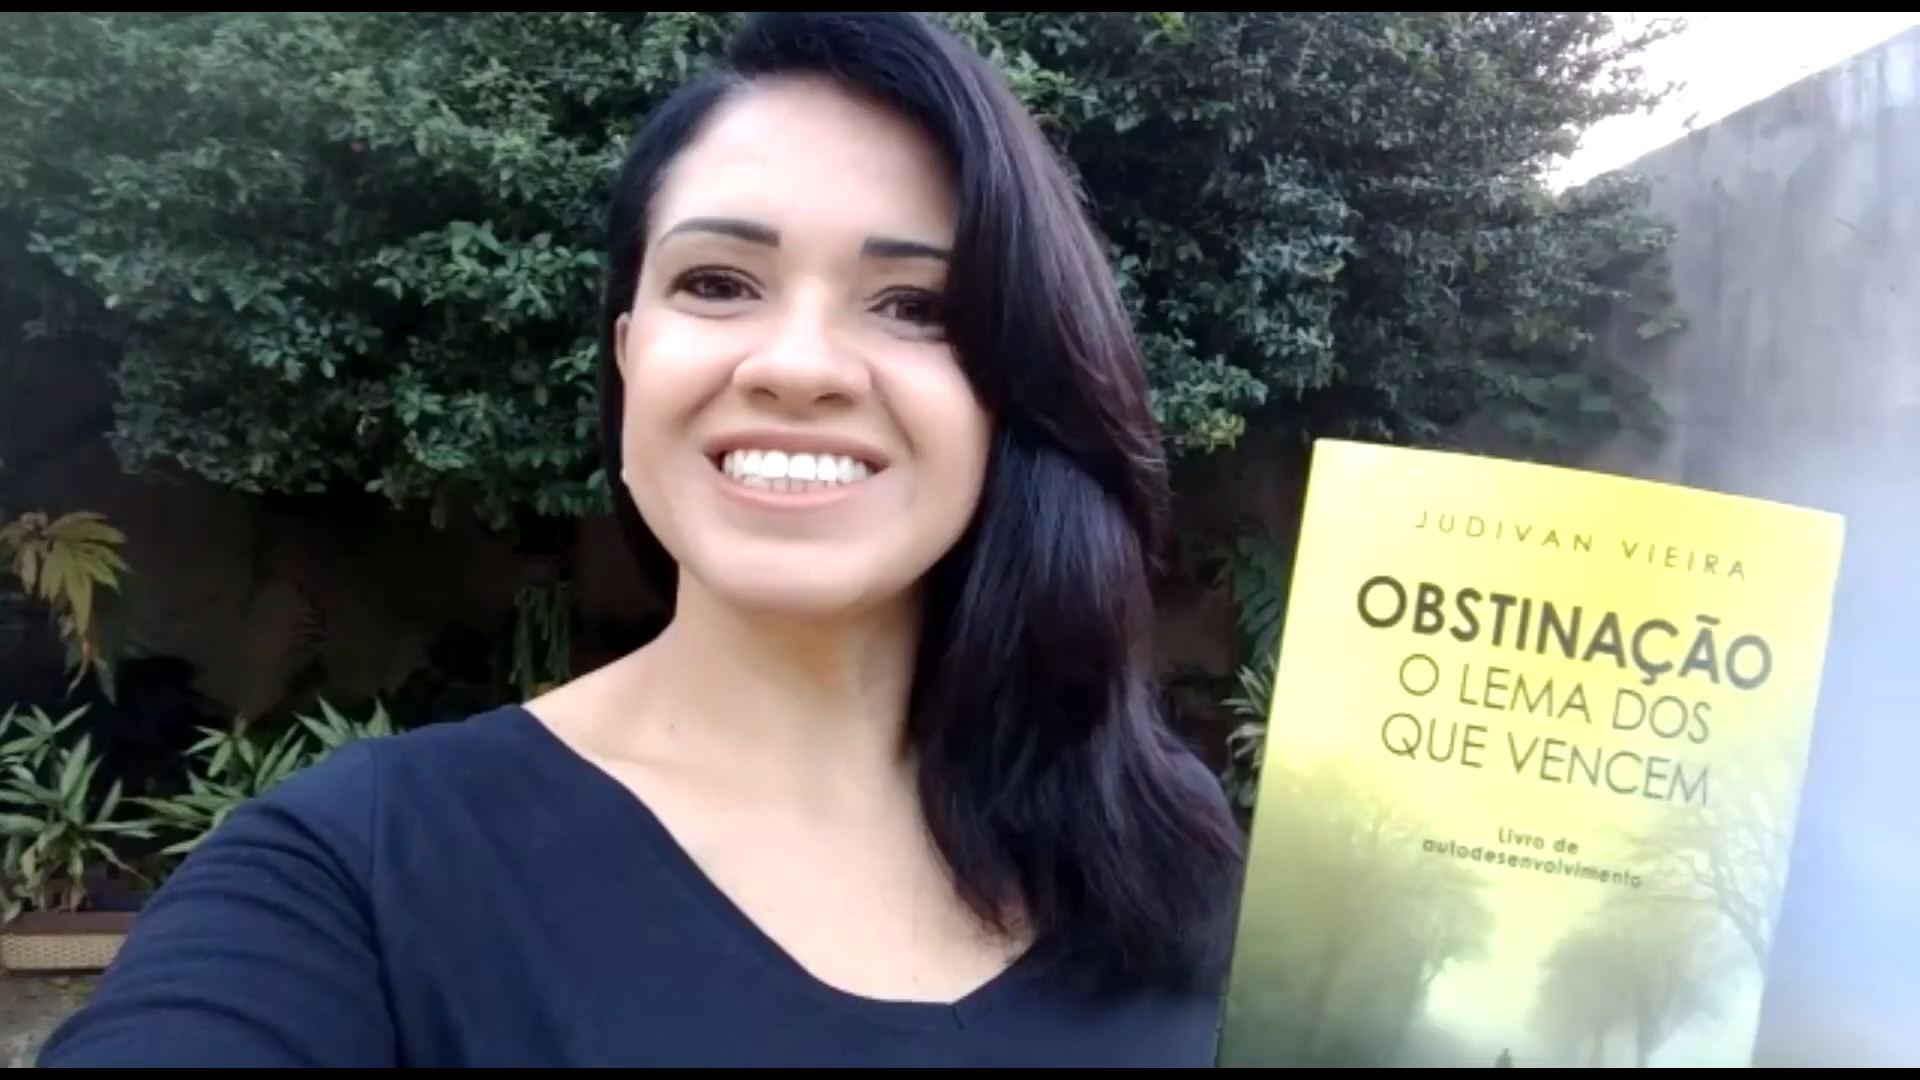 JUDIVAN VIEIRA
OBSTINAÇÃO
O LEMA DOS
QUE VENCEM
Livro de
autodesenvolvimento